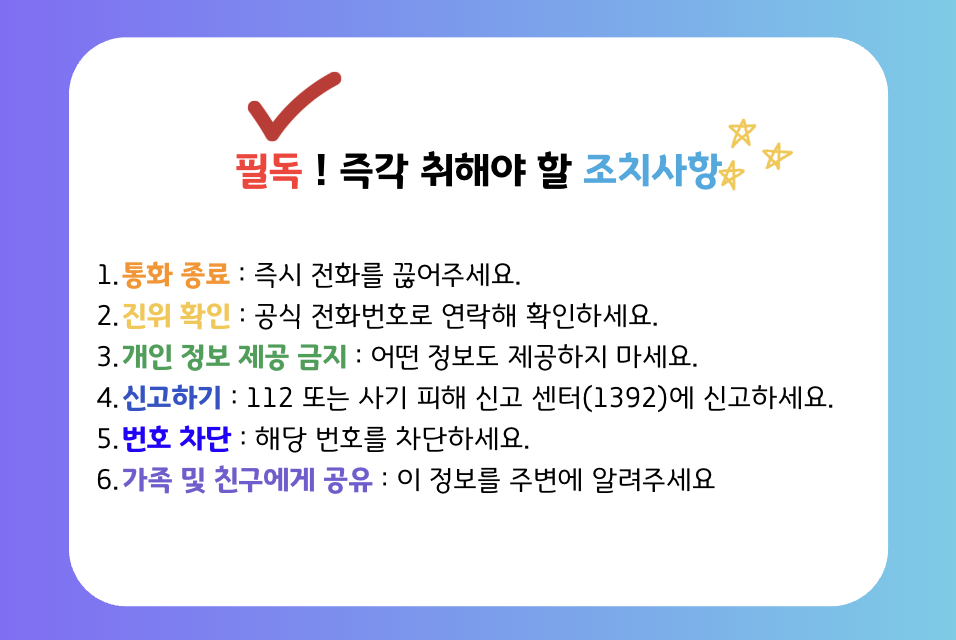 필독 ! 즉각 취해야 할 조치사항
1. 통화 종료 : 즉시 전화를 끊어주세요.
2. 진위 확인 : 공식 전화번호로 연락해 확인하세요.
3. 개인 정보 제공 금지 : 어떤 정보도 제공하지 마세요.
4. 신고하기 : 112 또는 사기 피해 신고 센터(1392)에 신고하세요.
5. 번호 차단 : 해당 번호를 차단하세요.
6. 가족 및 친구에게 공유 : 이 정보를 주변에 알려주세요